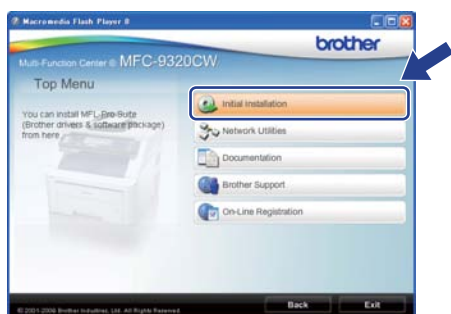 Macromedia Flash Player 8
brother
Multi-Function Center ® MFC-9320CW
Top Menu
You can install MFL-Pro Suite
(Brother drivers & software package)
from here.
Initial Installation
Network Utilities
Documentation
Brother Support
On-Line Registration
© 2001-2008 Brother Industries, Ltd. All Rights Reserved.
Back
Exit